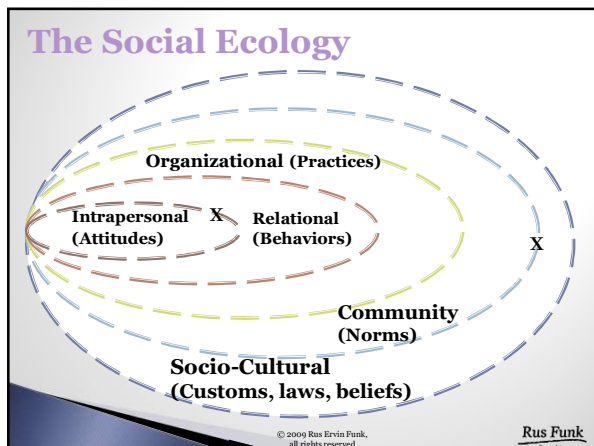 The Social Ecology
Organizational (Practices)
X
Intrapersonal
(Attitudes)
Relational
(Behaviors)
X
Community
(Norms)
Socio-Cultural
(Customs, laws, beliefs)
© 2009 Rus Ervin Funk,
all rights reserved
Rus Funk